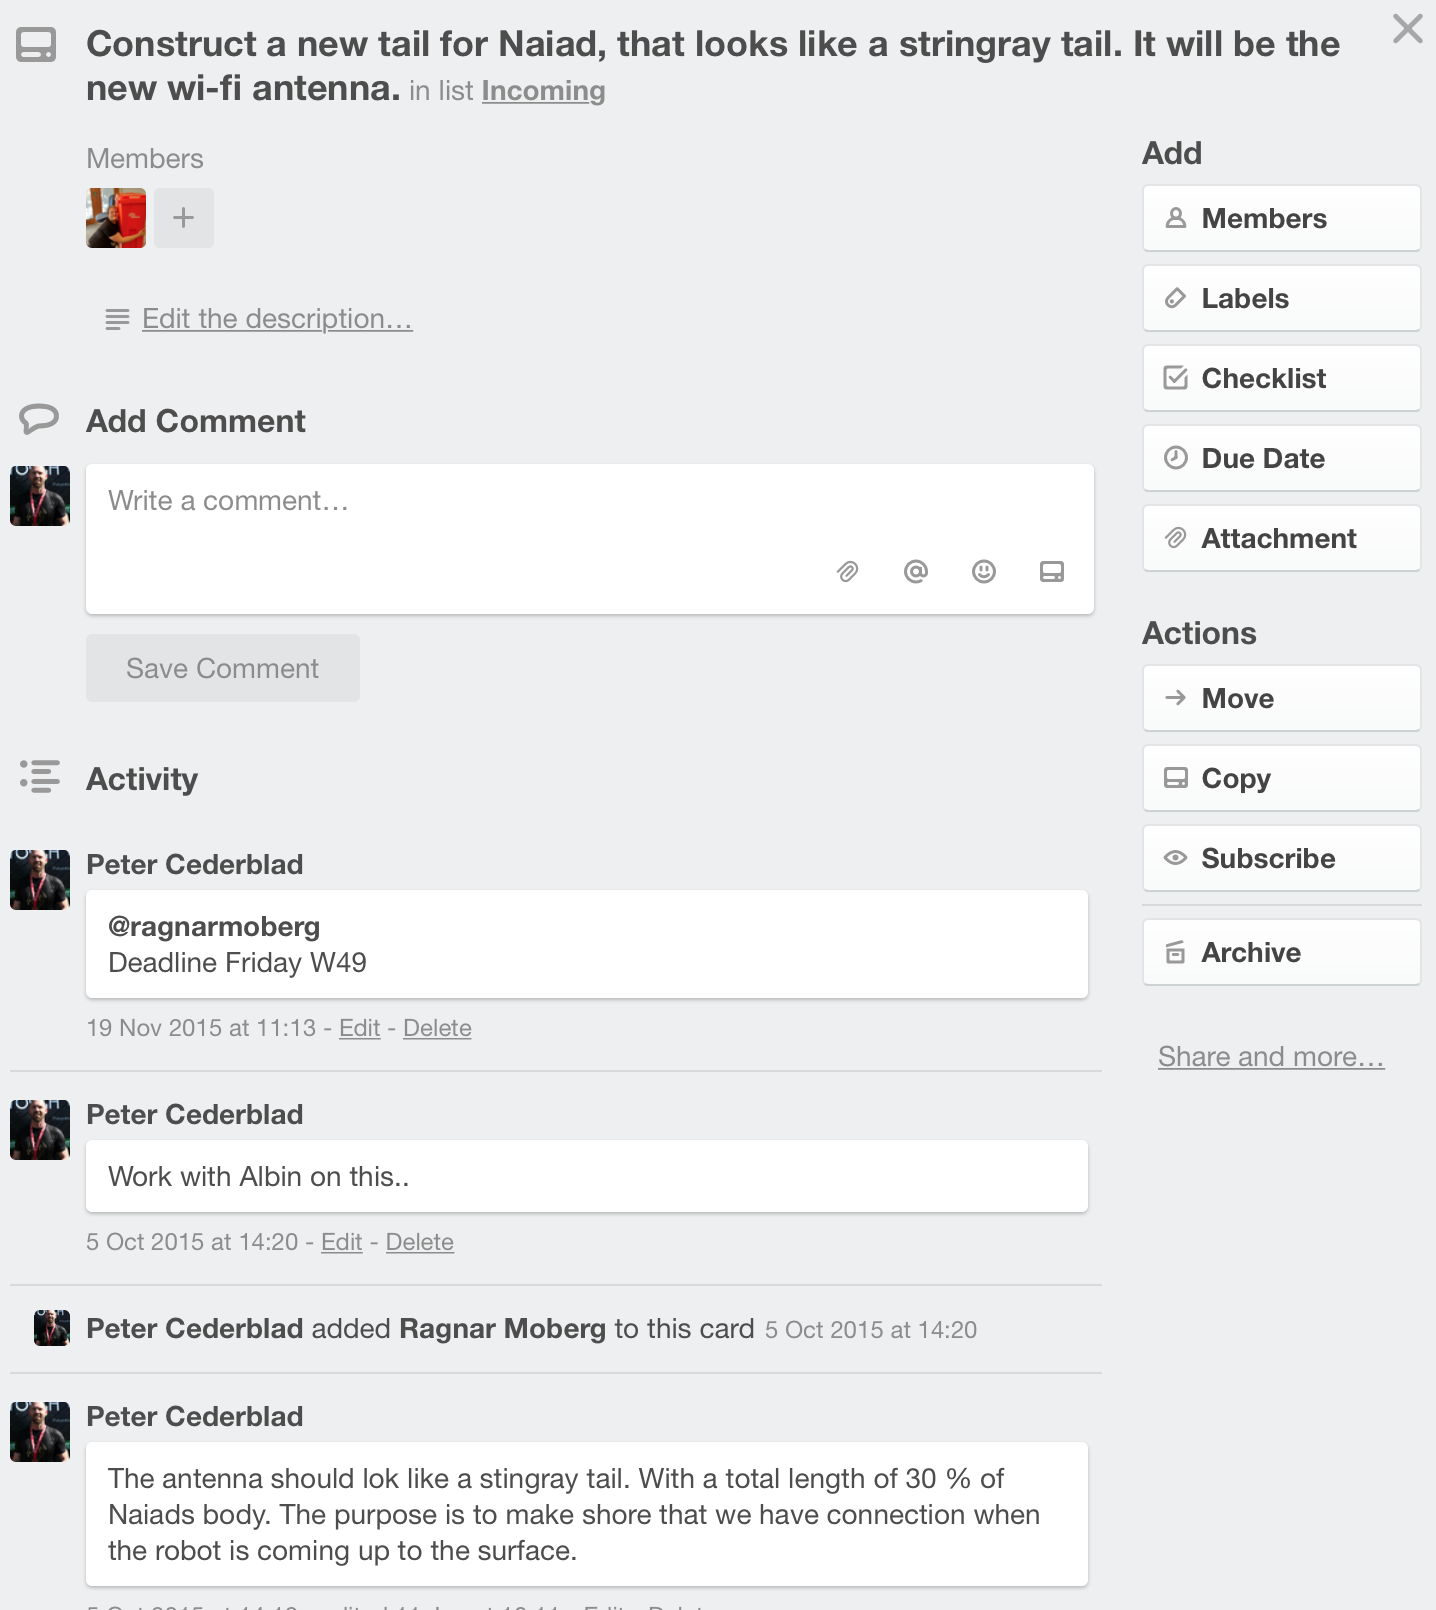 Construct a new tail for Naiad, that looks like a stingray tail. It will be the
new wi-fi antenna. in list Incoming
Members
Edit the description…
Add Comment
Write a comment…
Save Comment
Activity
Peter Cederblad
@ragnarmoberg
Deadline Friday W49
19 Nov 2015 at 11:13 - Edit - Delete
Peter Cederblad
Work with Albin on this..
5 Oct 2015 at 14:20 - Edit - Delete
Peter Cederblad added Ragnar Moberg to this card 5 Oct 2015 at 14:20
Peter Cederblad
The antenna should lok like a stingray tail. With a total length of 30 % of
Naiads body. The purpose is to make shore that we have connection when
the robot is coming up to the surface.
Add
Members
Labels
Checklist
Due Date
Attachment
Actions
Move
Copy
Subscribe
Archive
Share and more…